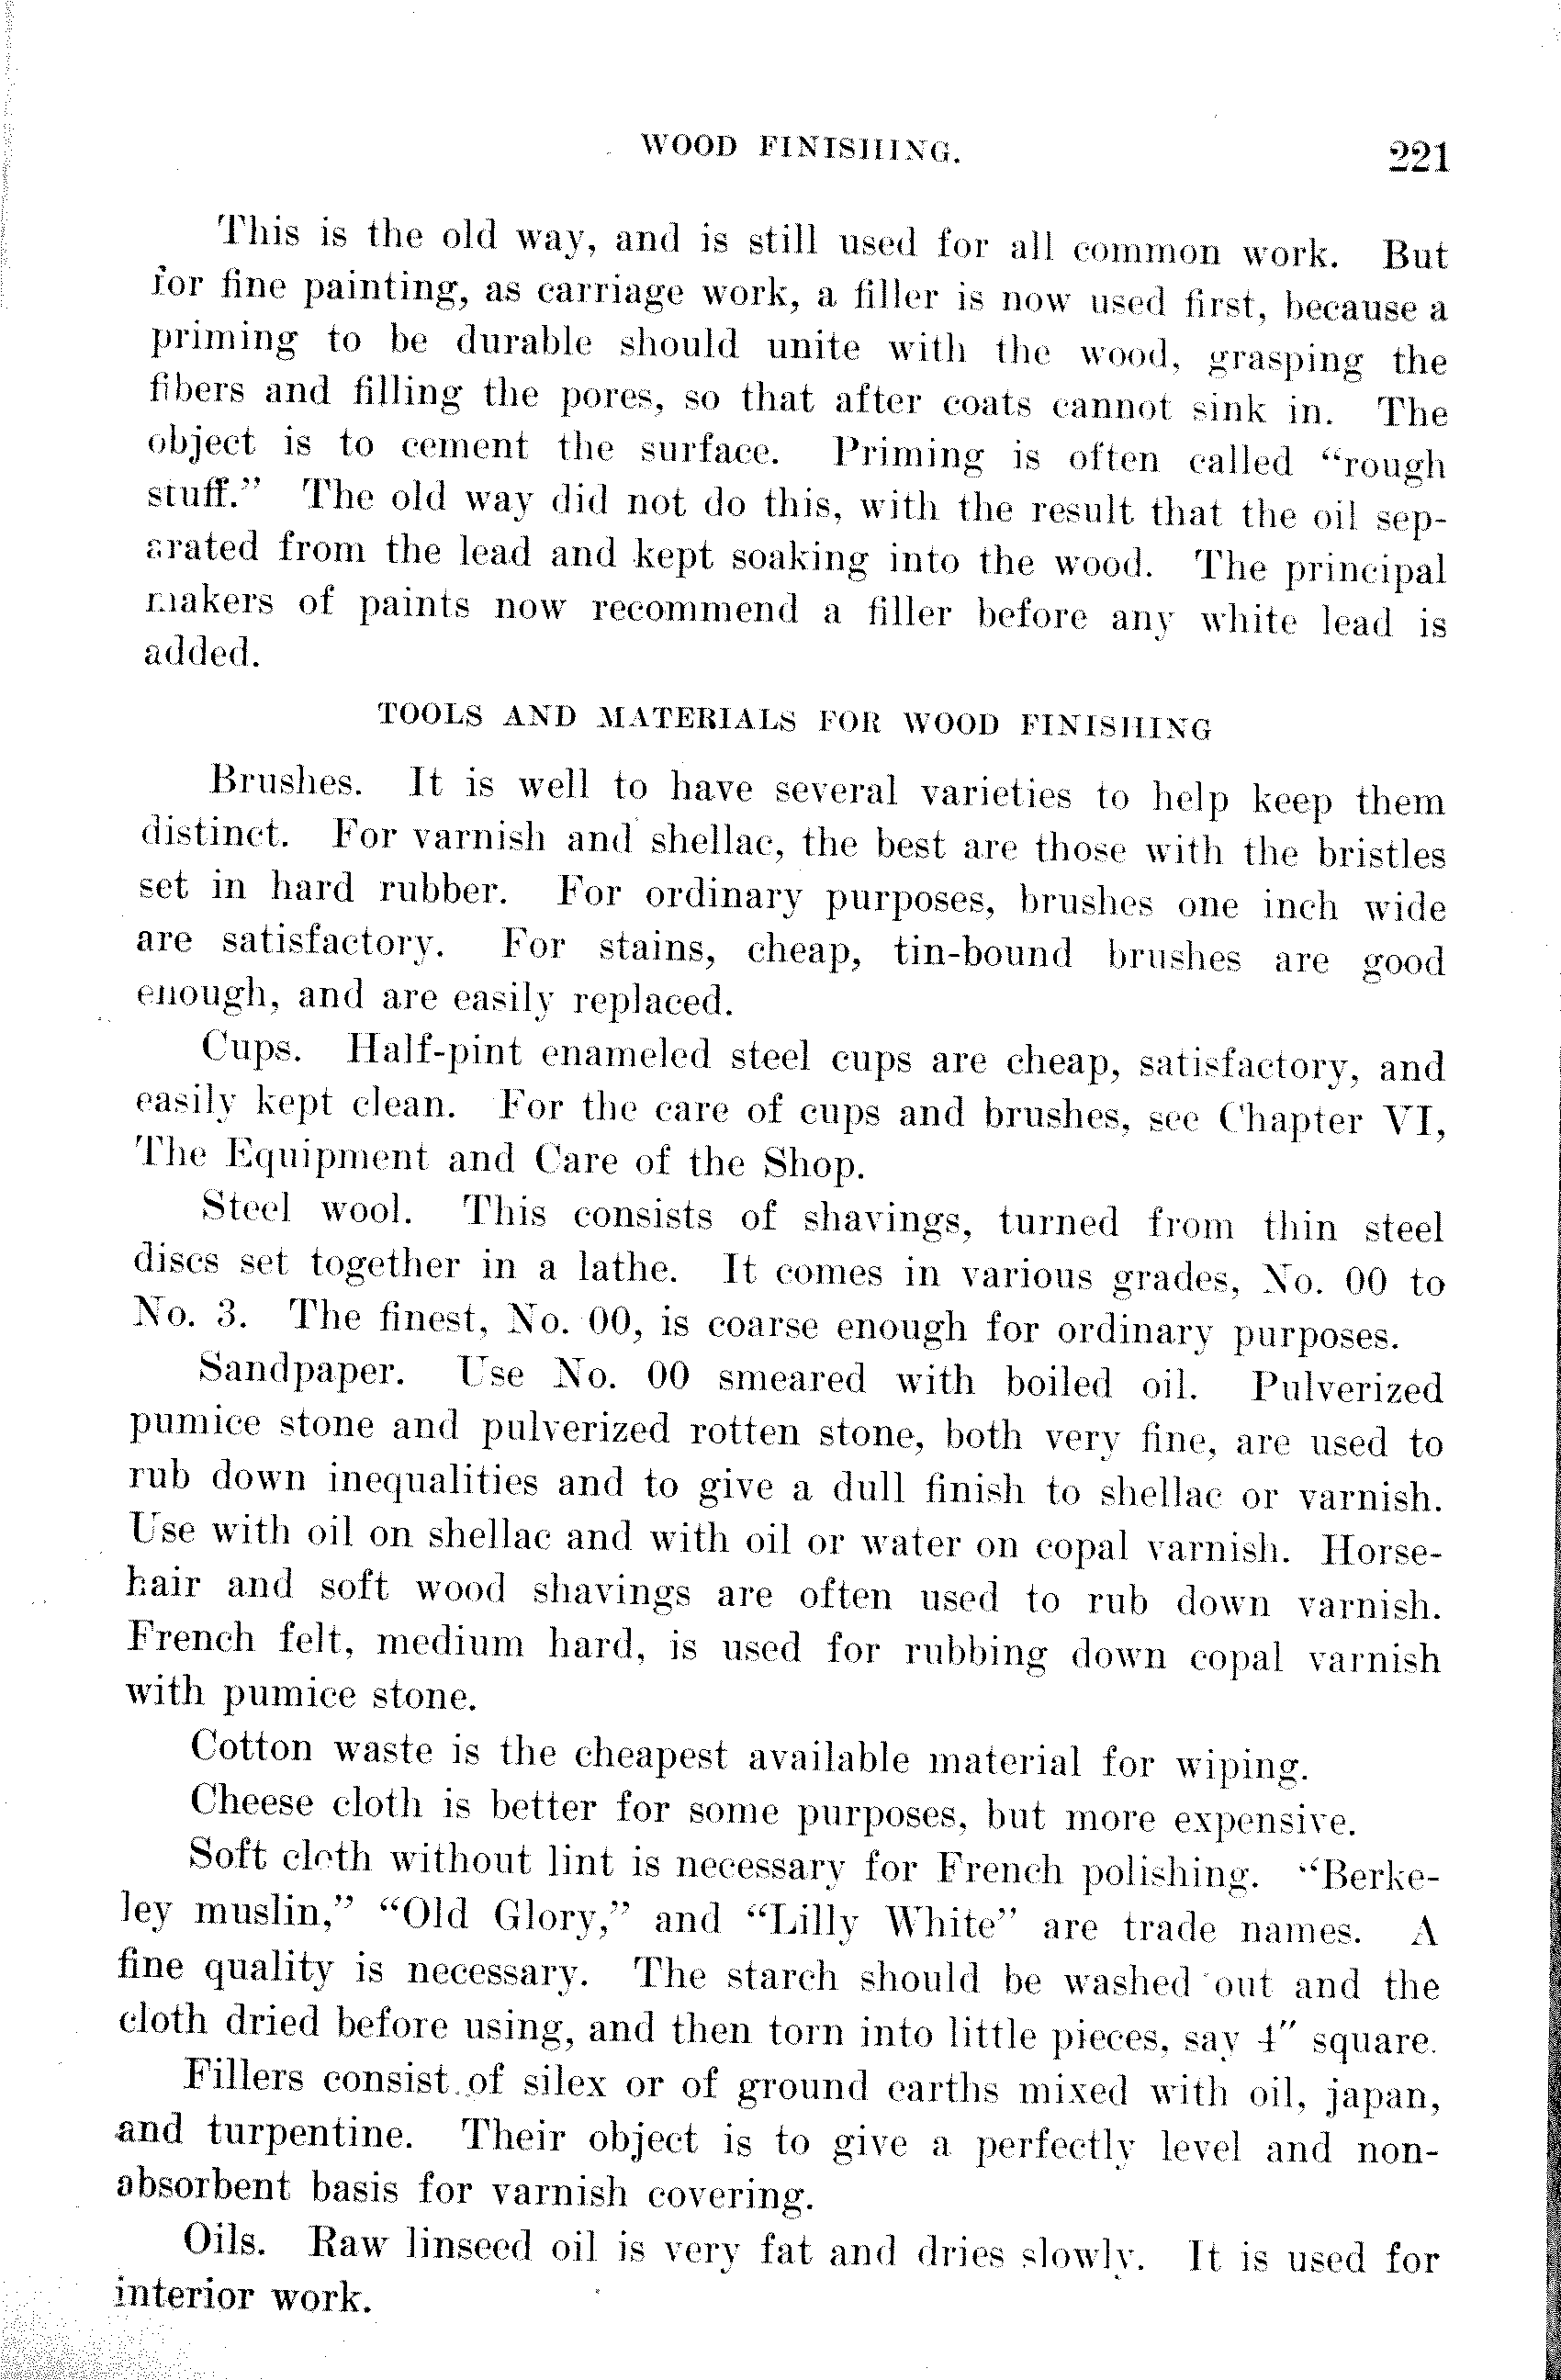 WOOD FINISHING. 221
This is the old way, and is still used for all common work. But
for fine painting, as carriage work, a filler is now used first, because a
priming to be durable should unite with the wood, grasping the
fibers and filling the pores, so that after coats cannot sink in. The
object is to cement the surface. Priming is often called “rough
stuff.” The old way did not do this, with the result that the oil sep-
arated from the lead and kept soaking into the wood. The principal
makers of paints now recommend a filler before any white lead is
added.
TOOLS AND MATERIALS FOR WOOD FINISHING
Brushes. It is well to have several varieties to help keep them
distinct. For varnish and shellac, the best are those with the bristles
set in hard rubber. For ordinary purposes, brushes one inch wide
are satisfactory. For stains, cheap, tin-bound brushes are good
enough, and are easily replaced.
Cups. Half-pint enameled steel cups are cheap, satisfactory, and
easily kept clean. For the care of cups and brushes, see Chapter VI,
The Equipment and Care of the Shop.
Steel wool. This consists of shavings, turned from thin steel
discs set together in a lathe. It comes in various grades, No. 00 to
No. 3. The finest, No. 00, is coarse enough for ordinary purposes.
Sandpaper. Use No. 00 smeared with boiled oil. Pulverized
pumice stone and pulverized rotten stone, both very fine, are used to
rub down inequalities and to give a dull finish to shellac or varnish.
Use with oil on shellac and with oil or water on copal varnish. Horse-
hair and soft wood shavings are often used to rub down varnish.
French felt, medium hard, is used for rubbing down copal varnish
with pumice stone.
Cotton waste is the cheapest available material for wiping.
Cheese cloth is better for some purposes, but more expensive.
Soft cloth without lint is necessary for French polishing. “Berke-
ley muslin,” “Old Glory,” and “Lilly White” are trade names. A
fine quality is necessary. The starch should be washed out and the
cloth dried before using, and then torn into little pieces, say 4″ square.
Fillers consist of silex or of ground earths mixed with oil, japan,
and turpentine. Their object is to give a perfectly level and non-
absorbent basis for varnish covering.
Oils. Raw linseed oil is very fat and dries slowly. It is used for
interior work.